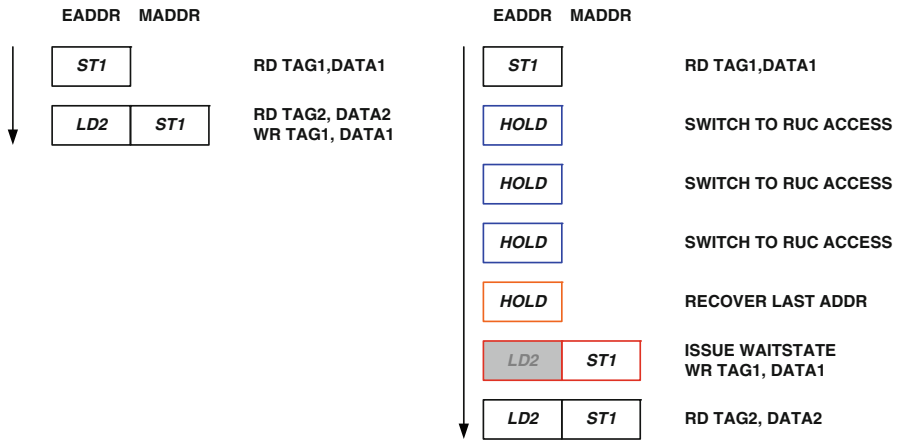 EADDR MADDR
ST1 RD TAG1,DATA1
LD2 ST1 RD TAG2, DATA2
WR TAG1, DATA1
EADDR MADDR
ST1 RD TAG1,DATA1
HOLD SWITCH TO RUC ACCESS
HOLD SWITCH TO RUC ACCESS
HOLD SWITCH TO RUC ACCESS
HOLD RECOVER LAST ADDR
LD2 ST1 ISSUE WAITSTATE
WR TAG1, DATA1
LD2 ST1 RD TAG2, DATA2